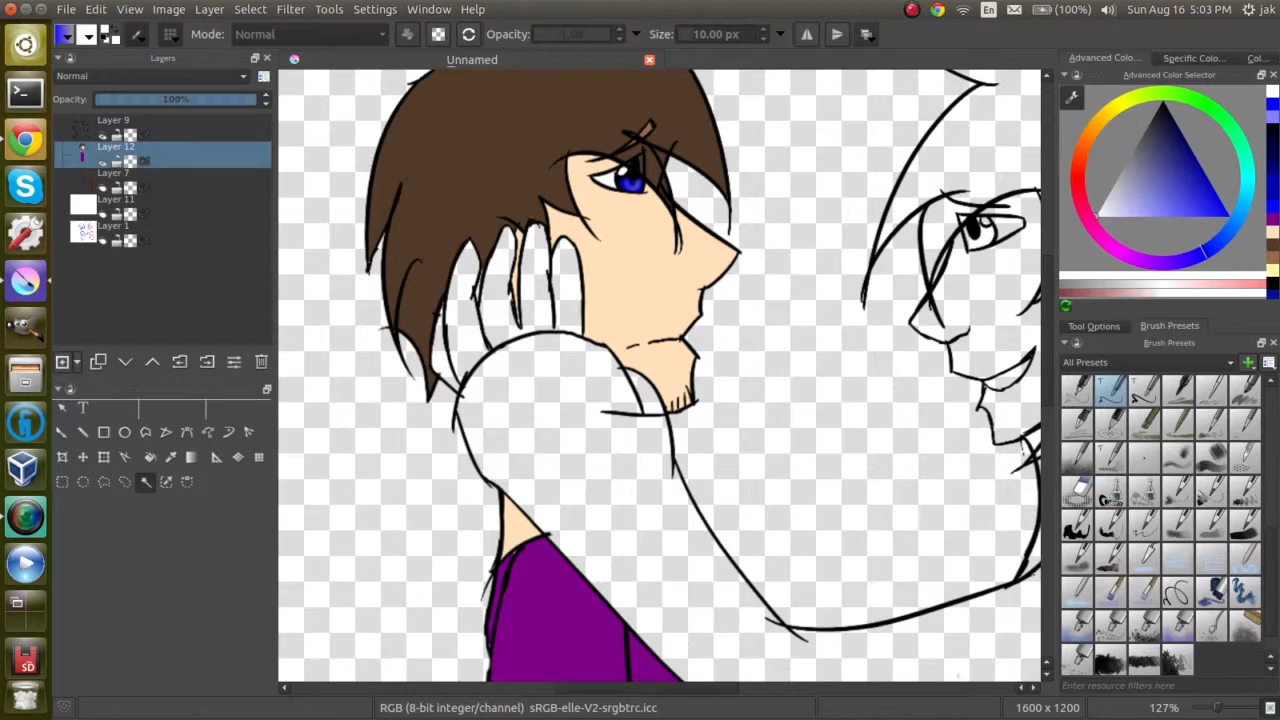 File Edit View Image Layer Select Filter Tools Settings Window Help
En (100%) Sun Aug 16 5:03 PM jak
Mode: Normal Opacity: 1.00 Size: 10.00 px
Layers
Unnamed
Advanced Colo... Specific Colo... Col...
Advanced Color Selector
Normal
Opacity: 100%
Layer 9
Layer 12
Layer 7
Layer 11
Layer 1
Tool Options Brush Presets
Brush Presets
All Presets
Enter resource filters here
RGB (8-bit integer/channel) sRGB-elle-V2-srgbtrc.icc
1600 x 1200 127%
SD
T